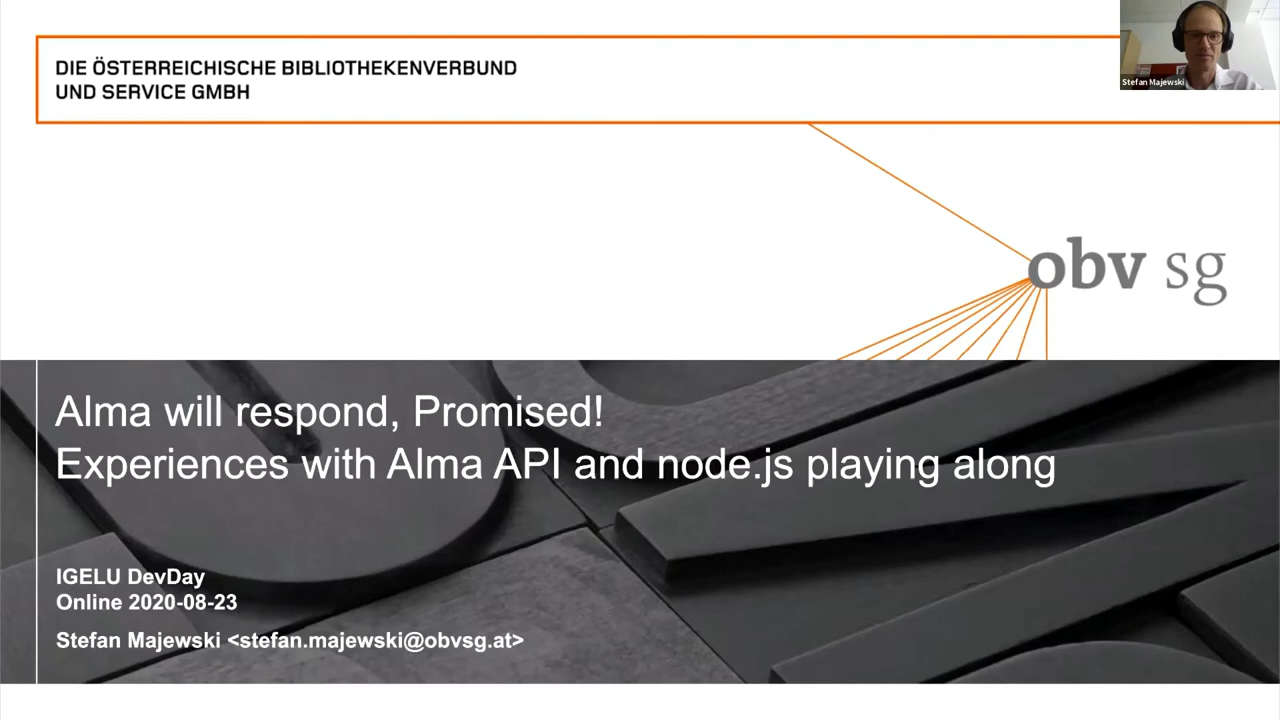 DIE ÖSTERREICHISCHE BIBLIOTHEKENVERBUND
UND SERVICE GMBH
Stefan Majewski
obv sg
Alma will respond, Promised!
Experiences with Alma API and node.js playing along
IGELU DevDay
Online 2020-08-23
Stefan Majewski <stefan.majewski@obvsg.at>